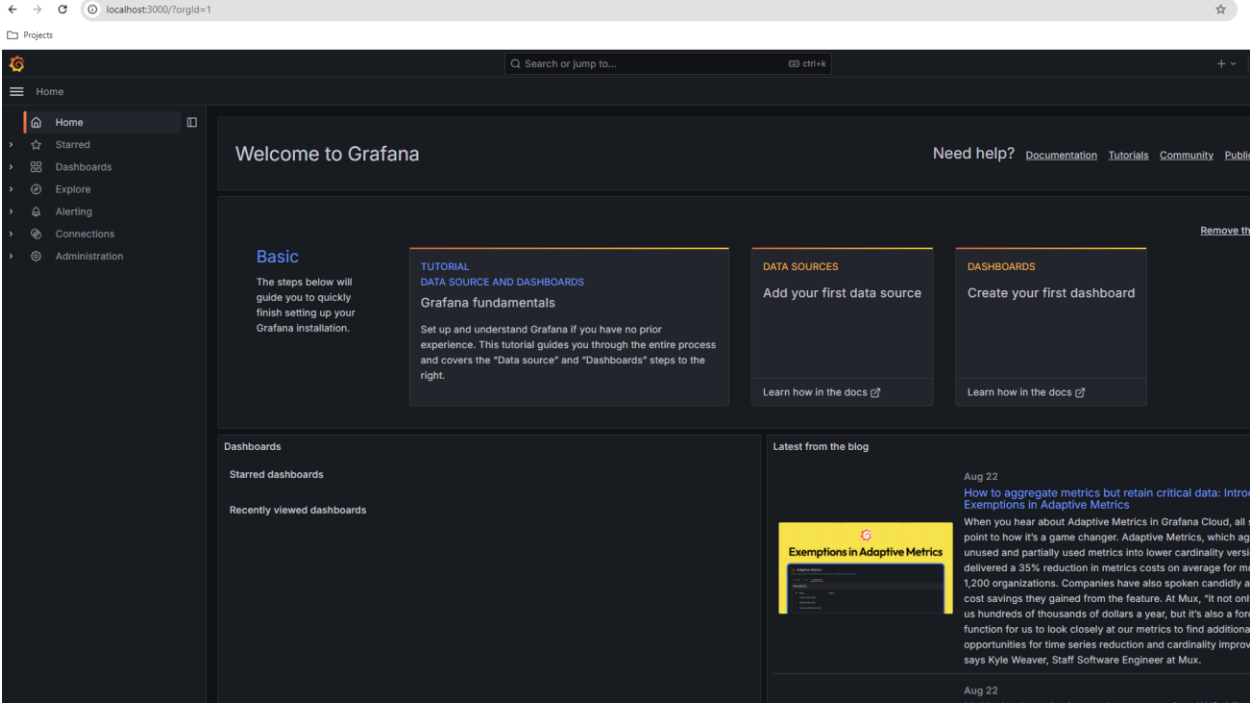 localhost:3000/?orgId=1
Projects
Search or jump to...
ctrl+k
Home
Home
Starred
Dashboards
Explore
Alerting
Connections
Administration
Welcome to Grafana
Need help? Documentation Tutorials Community Public
Remove th
Basic
The steps below will
guide you to quickly
finish setting up your
Grafana installation.
TUTORIAL
DATA SOURCE AND DASHBOARDS
Grafana fundamentals
Set up and understand Grafana if you have no prior
experience. This tutorial guides you through the entire process
and covers the “Data source” and “Dashboards” steps to the
right.
DATA SOURCES
Add your first data source
Learn how in the docs
DASHBOARDS
Create your first dashboard
Learn how in the docs
Dashboards
Starred dashboards
Recently viewed dashboards
Latest from the blog
Aug 22
How to aggregate metrics but retain critical data: Intro
Exemptions in Adaptive Metrics
Exemptions in Adaptive Metrics
When you hear about Adaptive Metrics in Grafana Cloud, all
point to how it’s a game changer. Adaptive Metrics, which ag
unused and partially used metrics into lower cardinality versi
delivered a 35% reduction in metrics costs on average for m
1,200 organizations. Companies have also spoken candidly a
cost savings they gained from the feature. At Mux, “it not onl
us hundreds of thousands of dollars a year, but it’s also a for
function for us to look closely at our metrics to find additiona
opportunities for time series reduction and cardinality improv
says Kyle Weaver, Staff Software Engineer at Mux.
Aug 22